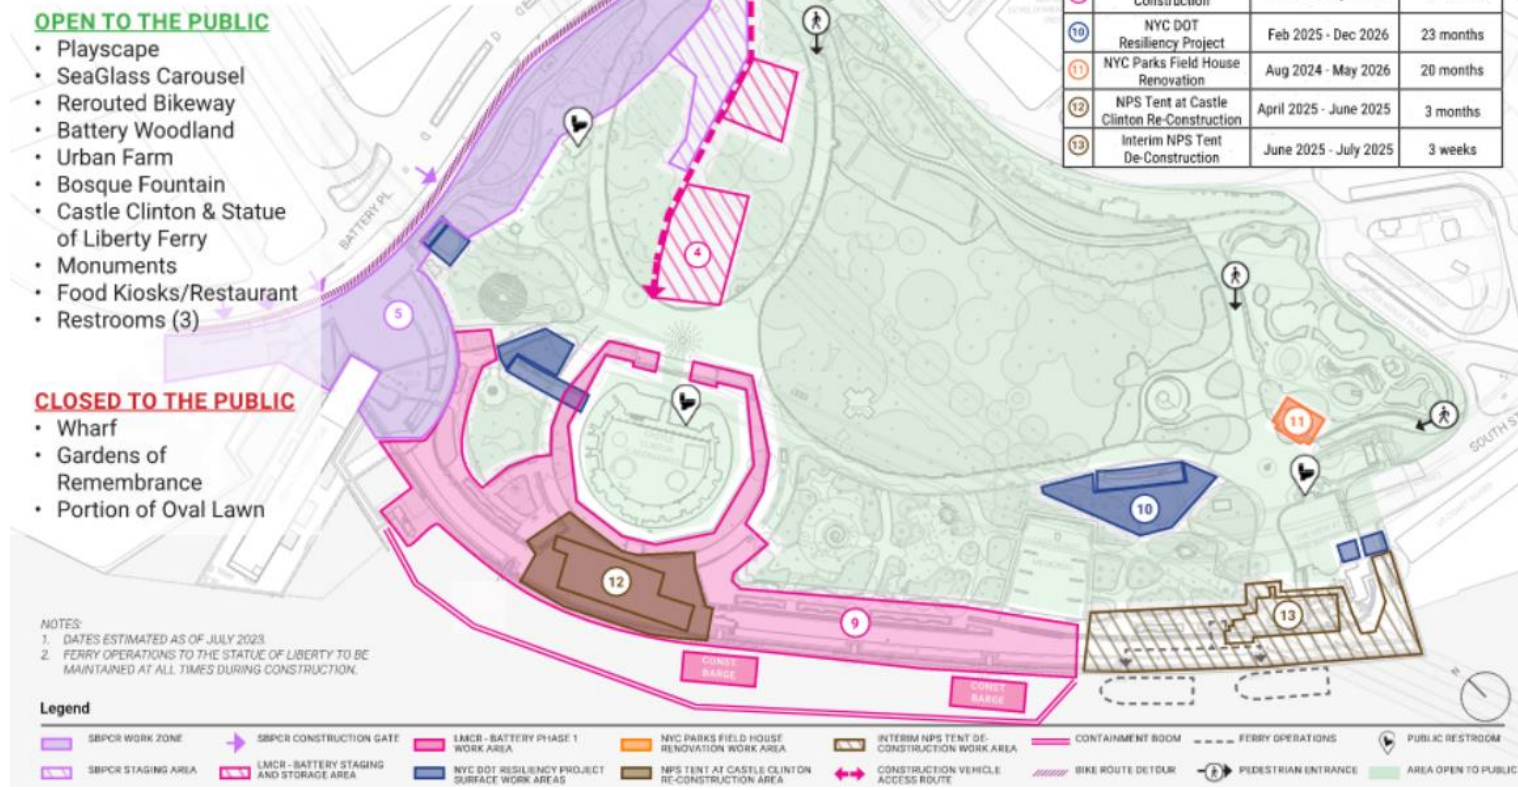 OPEN TO THE PUBLIC
• Playscape
• SeaGlass Carousel
• Rerouted Bikeway
• Battery Woodland
• Urban Farm
• Bosque Fountain
• Castle Clinton & Statue
of Liberty Ferry
• Monuments
• Food Kiosks/Restaurant
• Restrooms (3)
CLOSED TO THE PUBLIC
• Wharf
• Gardens of
Remembrance
• Portion of Oval Lawn
Construction
10 NYC DOT
Resiliency Project Feb 2025 - Dec 2026 23 months
11 NYC Parks Field House
Renovation Aug 2024 - May 2026 20 months
12 NPS Tent at Castle
Clinton Re-Construction April 2025 - June 2025 3 months
13 Interim NPS Tent
De-Construction June 2025 - July 2025 3 weeks
BATTERY PL
4
5
CASTLE
CLINTON
11
10
SOUTH ST
12
9
13
CONST.
BARGE
CONST.
BARGE
N
NOTES:
1. DATES ESTIMATED AS OF JULY 2023.
2. FERRY OPERATIONS TO THE STATUE OF LIBERTY TO BE
MAINTAINED AT ALL TIMES DURING CONSTRUCTION.
Legend
SBPCR WORK ZONE
SBPCR CONSTRUCTION GATE
LMCR - BATTERY PHASE 1
WORK AREA
NYC PARKS FIELD HOUSE
RENOVATION WORK AREA
INTERIM NPS TENT DE-
CONSTRUCTION WORK AREA
CONTAINMENT BOOM
FERRY OPERATIONS
PUBLIC RESTROOM
SBPCR STAGING AREA
LMCR - BATTERY STAGING
AND STORAGE AREA
NYC DOT RESILIENCY PROJECT
SURFACE WORK AREAS
NPS TENT AT CASTLE CLINTON
RE-CONSTRUCTION AREA
CONSTRUCTION VEHICLE
ACCESS ROUTE
BIKE ROUTE DETOUR
PEDESTRIAN ENTRANCE
AREA OPEN TO PUBLIC